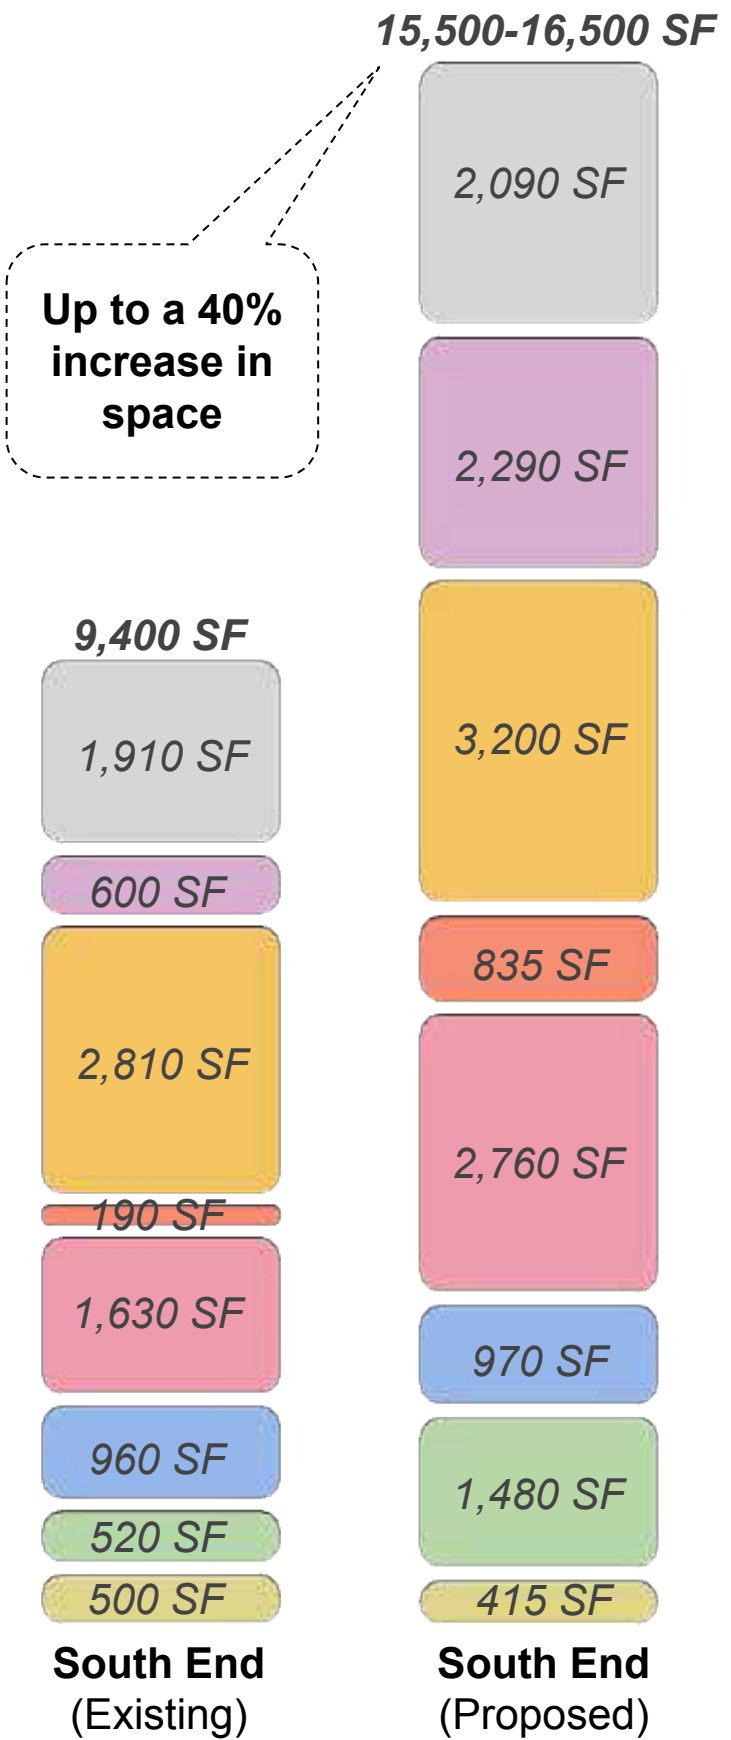 15,500-16,500 SF
2,090 SF
2,290 SF
3,200 SF
835 SF
2,760 SF
970 SF
1,480 SF
415 SF
South End
(Proposed)
Up to a 40%
increase in
space
9,400 SF
1,910 SF
600 SF
2,810 SF
190 SF
1,630 SF
960 SF
520 SF
500 SF
South End
(Existing)